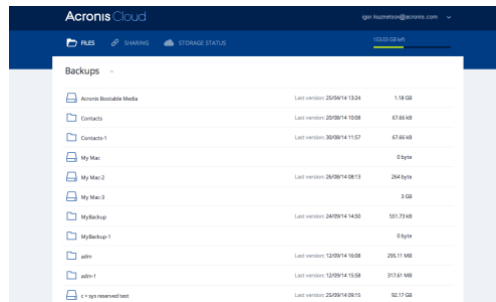 Acronis Cloud
igor.kuznetsov@acronis.com
FILES SHARING STORAGE STATUS
GB left
Backups
Acronis Bootable Media Last version: 25/04/14 13:24 1.18 GB
Contacts Last version: 20/08/14 10:08 67.66 kB
Contacts-1 Last version: 30/08/14 11:57 67.66 kB
My Mac 0 byte
My Mac-2 Last version: 26/08/14 08:13 264 byte
My Mac-3 3 GB
MyBackup Last version: 24/09/14 14:50 551.73 kB
MyBackup-1 0 byte
adm Last version: 12/09/14 16:08 295.11 MB
adm-1 Last version: 12/09/14 15:58 317.61 MB
c + sys reserved test Last version: 25/09/14 09:15 92.17 GB